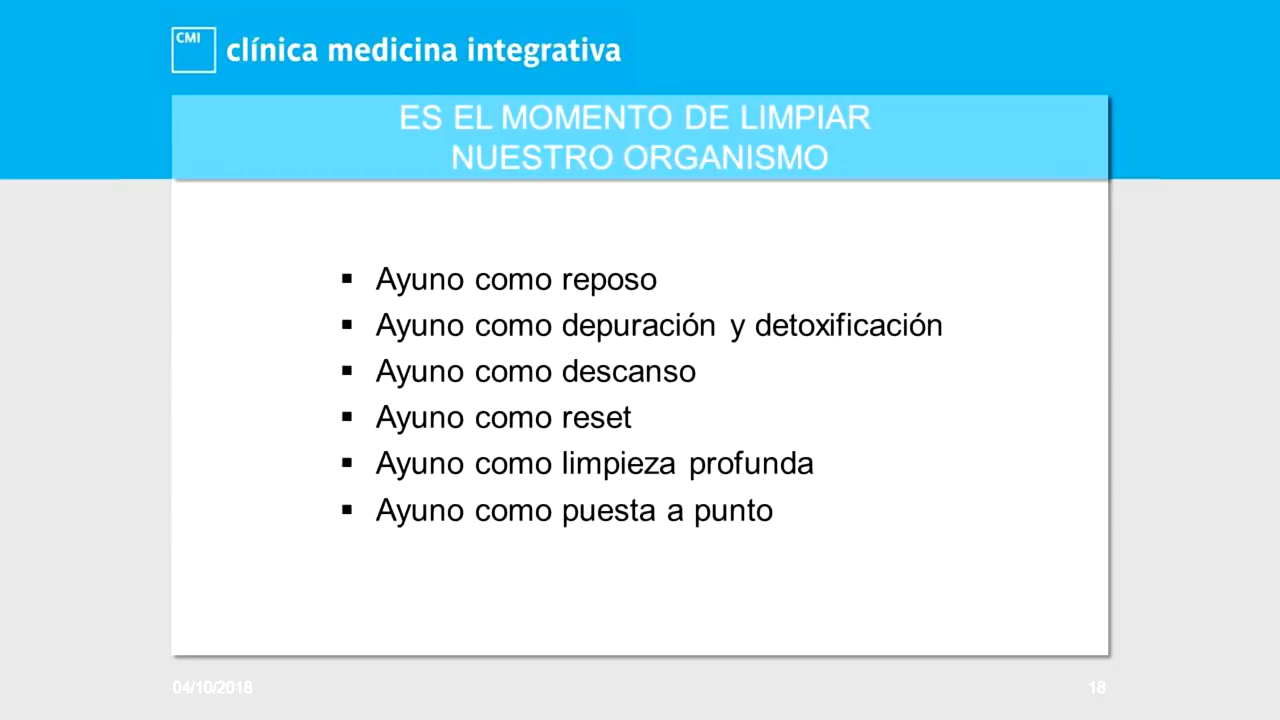 CMI
clínica medicina integrativa
ES EL MOMENTO DE LIMPIAR
NUESTRO ORGANISMO
▪ Ayuno como reposo
▪ Ayuno como depuración y detoxificación
▪ Ayuno como descanso
▪ Ayuno como reset
▪ Ayuno como limpieza profunda
▪ Ayuno como puesta a punto
04/10/2018
18